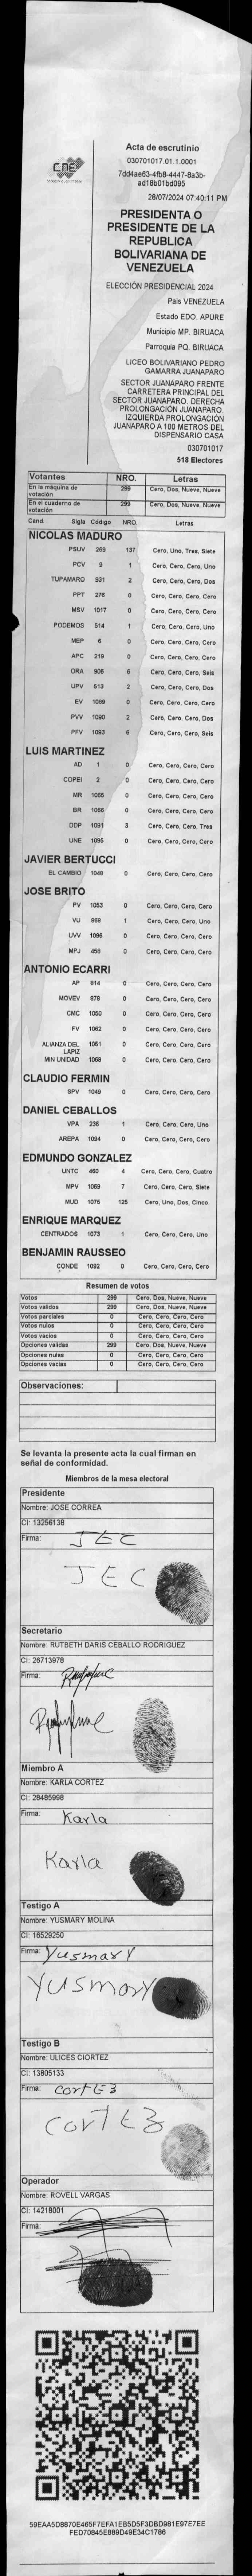 CNE
Acta de escrutinio
030701017.01.1.0001
7dd4ae63-4fb8-4447-8a3b-
ad18b01bd095
28/07/2024 07:40:11 PM
PRESIDENTA O
PRESIDENTE DE LA
REPUBLICA
BOLIVARIANA DE
VENEZUELA
ELECCIÓN PRESIDENCIAL 2024
Pais VENEZUELA
Estado EDO. APURE
Municipio MP. BIRUACA
Parroquia PQ. BIRUACA
LICEO BOLIVARIANO PEDRO
GAMARRA JUANAPARO
SECTOR JUANAPARO FRENTE
CARRETERA PRINCIPAL DEL
SECTOR JUANAPARO. DERECHA
PROLONGACIÓN JUANAPARO.
IZQUIERDA PROLONGACIÓN
JUANAPARO A 100 METROS DEL
DISPENSARIO CASA
030701017
518 Electores
Votantes NRO. Letras
En la máquina de votación 299 Cero, Dos, Nueve, Nueve
En el cuaderno de votación 299 Cero, Dos, Nueve, Nueve
Cand. Sigla Código NRO. Letras
NICOLAS MADURO
PSUV 269 137 Cero, Uno, Tres, Siete
PCV 9 1 Cero, Cero, Cero, Uno
TUPAMARO 931 2 Cero, Cero, Cero, Dos
PPT 276 0 Cero, Cero, Cero, Cero
MSV 1017 0 Cero, Cero, Cero, Cero
PODEMOS 514 1 Cero, Cero, Cero, Uno
MEP 6 0 Cero, Cero, Cero, Cero
APC 219 0 Cero, Cero, Cero, Cero
ORA 906 6 Cero, Cero, Cero, Seis
UPV 513 2 Cero, Cero, Cero, Dos
EV 1089 0 Cero, Cero, Cero, Cero
PVV 1090 2 Cero, Cero, Cero, Dos
PFV 1093 6 Cero, Cero, Cero, Seis
LUIS MARTINEZ
AD 1 0 Cero, Cero, Cero, Cero
COPEI 2 0 Cero, Cero, Cero, Cero
MR 1065 0 Cero, Cero, Cero, Cero
BR 1066 0 Cero, Cero, Cero, Cero
DDP 1091 3 Cero, Cero, Cero, Tres
UNE 1095 0 Cero, Cero, Cero, Cero
JAVIER BERTUCCI
EL CAMBIO 1048 0 Cero, Cero, Cero, Cero
JOSE BRITO
PV 1053 0 Cero, Cero, Cero, Cero
VU 968 1 Cero, Cero, Cero, Uno
UVV 1096 0 Cero, Cero, Cero, Cero
MPJ 456 0 Cero, Cero, Cero, Cero
ANTONIO ECARRI
AP 814 0 Cero, Cero, Cero, Cero
MOVEV 878 0 Cero, Cero, Cero, Cero
CMC 1050 0 Cero, Cero, Cero, Cero
FV 1062 0 Cero, Cero, Cero, Cero
ALIANZA DEL LAPIZ 1051 0 Cero, Cero, Cero, Cero
MIN UNIDAD 1068 0 Cero, Cero, Cero, Cero
CLAUDIO FERMIN
SPV 1049 0 Cero, Cero, Cero, Cero
DANIEL CEBALLOS
VPA 236 1 Cero, Cero, Cero, Uno
AREPA 1094 0 Cero, Cero, Cero, Cero
EDMUNDO GONZALEZ
UNTC 460 4 Cero, Cero, Cero, Cuatro
MPV 1069 7 Cero, Cero, Cero, Siete
MUD 1075 125 Cero, Uno, Dos, Cinco
ENRIQUE MARQUEZ
CENTRADOS 1073 1 Cero, Cero, Cero, Uno
BENJAMIN RAUSSEO
CONDE 1092 0 Cero, Cero, Cero, Cero
Resumen de votos
Votos 299 Cero, Dos, Nueve, Nueve
Votos validos 299 Cero, Dos, Nueve, Nueve
Votos parciales 0 Cero, Cero, Cero, Cero
Votos nulos 0 Cero, Cero, Cero, Cero
Votos vacios 0 Cero, Cero, Cero, Cero
Opciones validas 299 Cero, Dos, Nueve, Nueve
Opciones nulas 0 Cero, Cero, Cero, Cero
Opciones vacias 0 Cero, Cero, Cero, Cero
Observaciones:
Se levanta la presente acta la cual firman en
señal de conformidad.
Miembros de la mesa electoral
Presidente
Nombre: JOSE CORREA
CI: 13256138
Firma: JEC
JEC
Secretario
Nombre: RUTBETH DARIS CEBALLO RODRIGUEZ
CI: 26713978
Firma:
Miembro A
Nombre: KARLA CORTEZ
CI: 28485998
Firma: Karla
Karla
Testigo A
Nombre: YUSMARY MOLINA
CI: 16529250
Firma: Yusmary
Yusmary
Testigo B
Nombre: ULICES CIORTEZ
CI: 13805133
Firma: CortEz
CortEz
Operador
Nombre: ROVELL VARGAS
CI: 14218001
Firma:
59EAA5D8870E465F7EFA1EB5D5F3DBD981E97E7EE
FED70845E889D49E34C1786